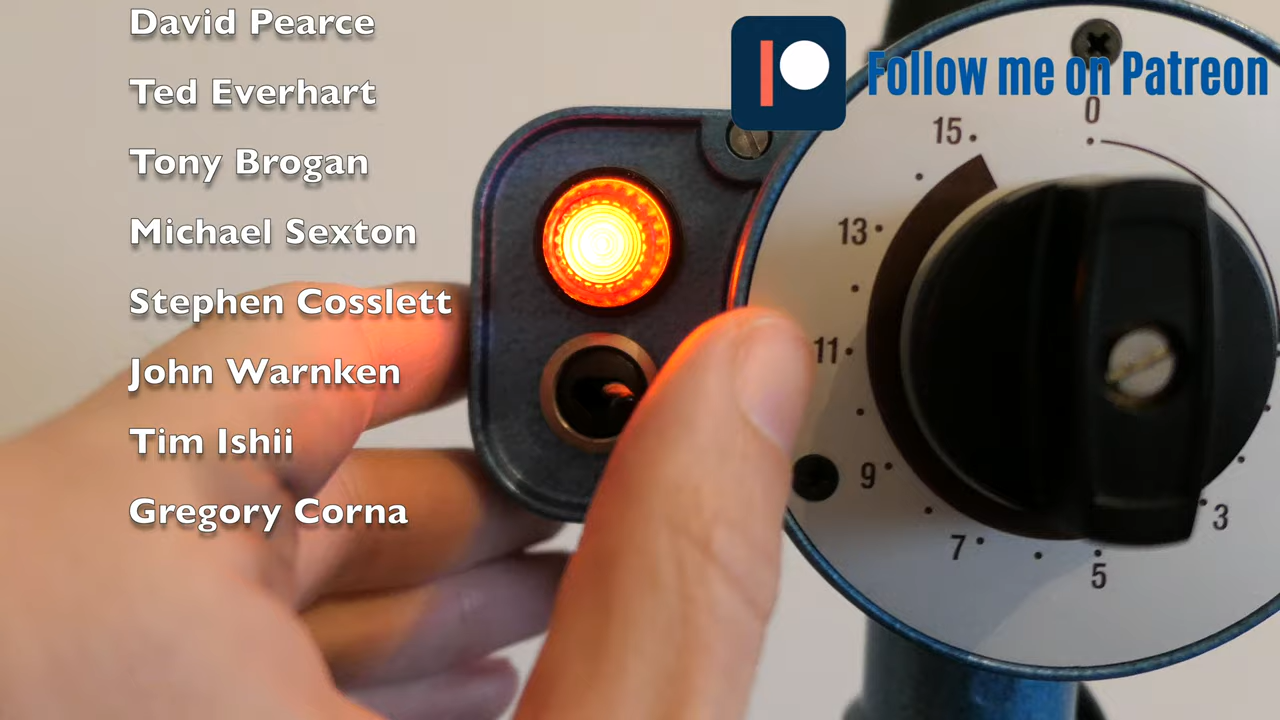 David Pearce
Ted Everhart
Tony Brogan
Michael Sexton
Stephen Cosslett
John Warnken
Tim Ishii
Gregory Corna
Follow me on Patreon
0
15
13
11
9
7
5
3